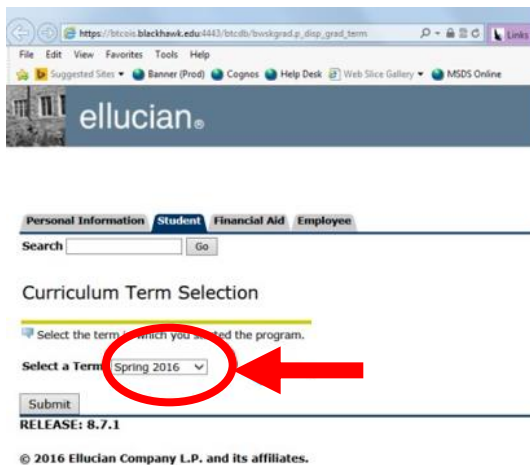 https://btcois.blackhawk.edu:4443/btcdb/bwskgrad.p_disp_grad_term
Links
File Edit View Favorites Tools Help
Suggested Sites Banner (Prod) Cognos Help Desk Web Slice Gallery MSDS Online
ellucian®
Personal Information Student Financial Aid Employee
Search Go
Curriculum Term Selection
Select the term in which you started the program.
Select a Term Spring 2016
Submit
RELEASE: 8.7.1
© 2016 Ellucian Company L.P. and its affiliates.